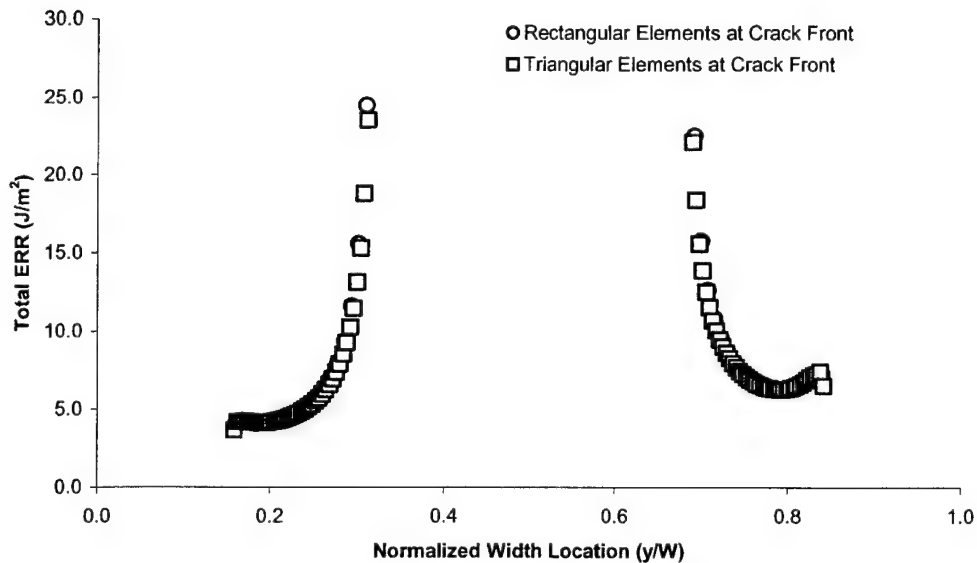 30.0
25.0
20.0
15.0
10.0
5.0
0.0
Total ERR (J/m²)
Rectangular Elements at Crack Front
Triangular Elements at Crack Front
0.0 0.2 0.4 0.6 0.8 1.0
Normalized Width Location (y/W)